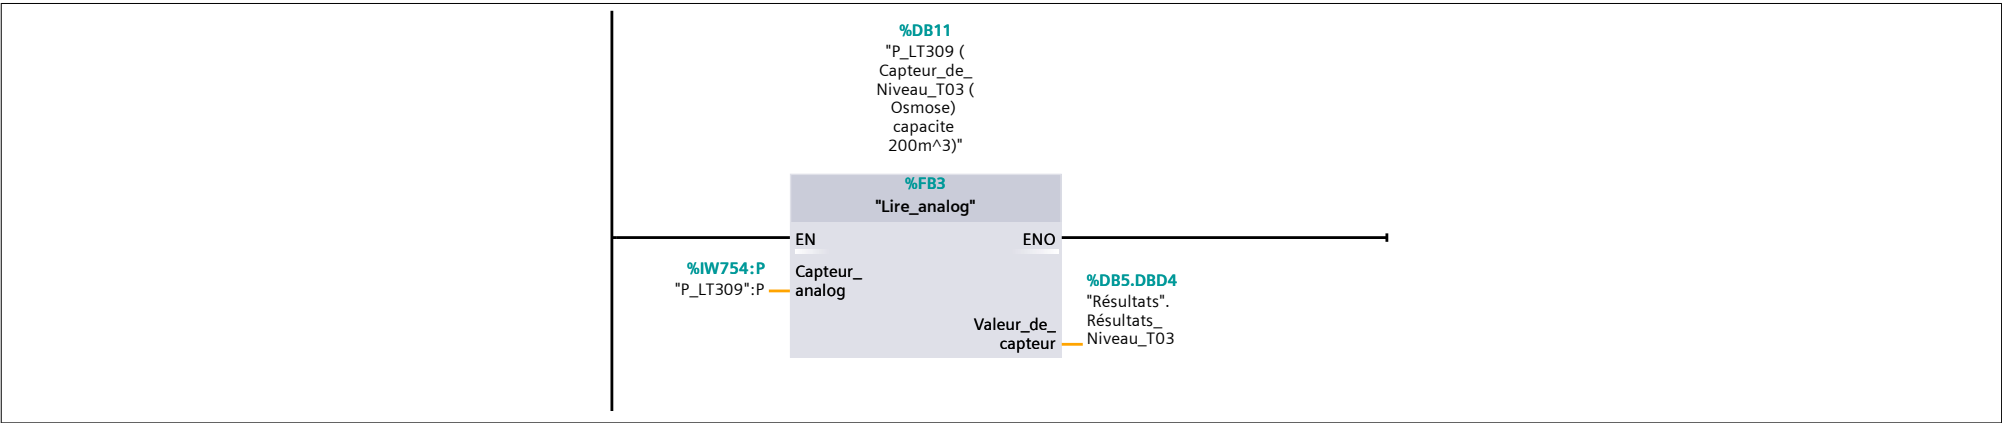 %DB11
"P_LT309 (
Capteur_de_
Niveau_T03 (
Osmose)
capacite
200m^3)"
%FB3
"Lire_analog"
EN
ENO
%IW754:P
"P_LT309":P
Capteur_
analog
%DB5.DBD4
"Résultats".
Résultats_
Niveau_T03
Valeur_de_
capteur